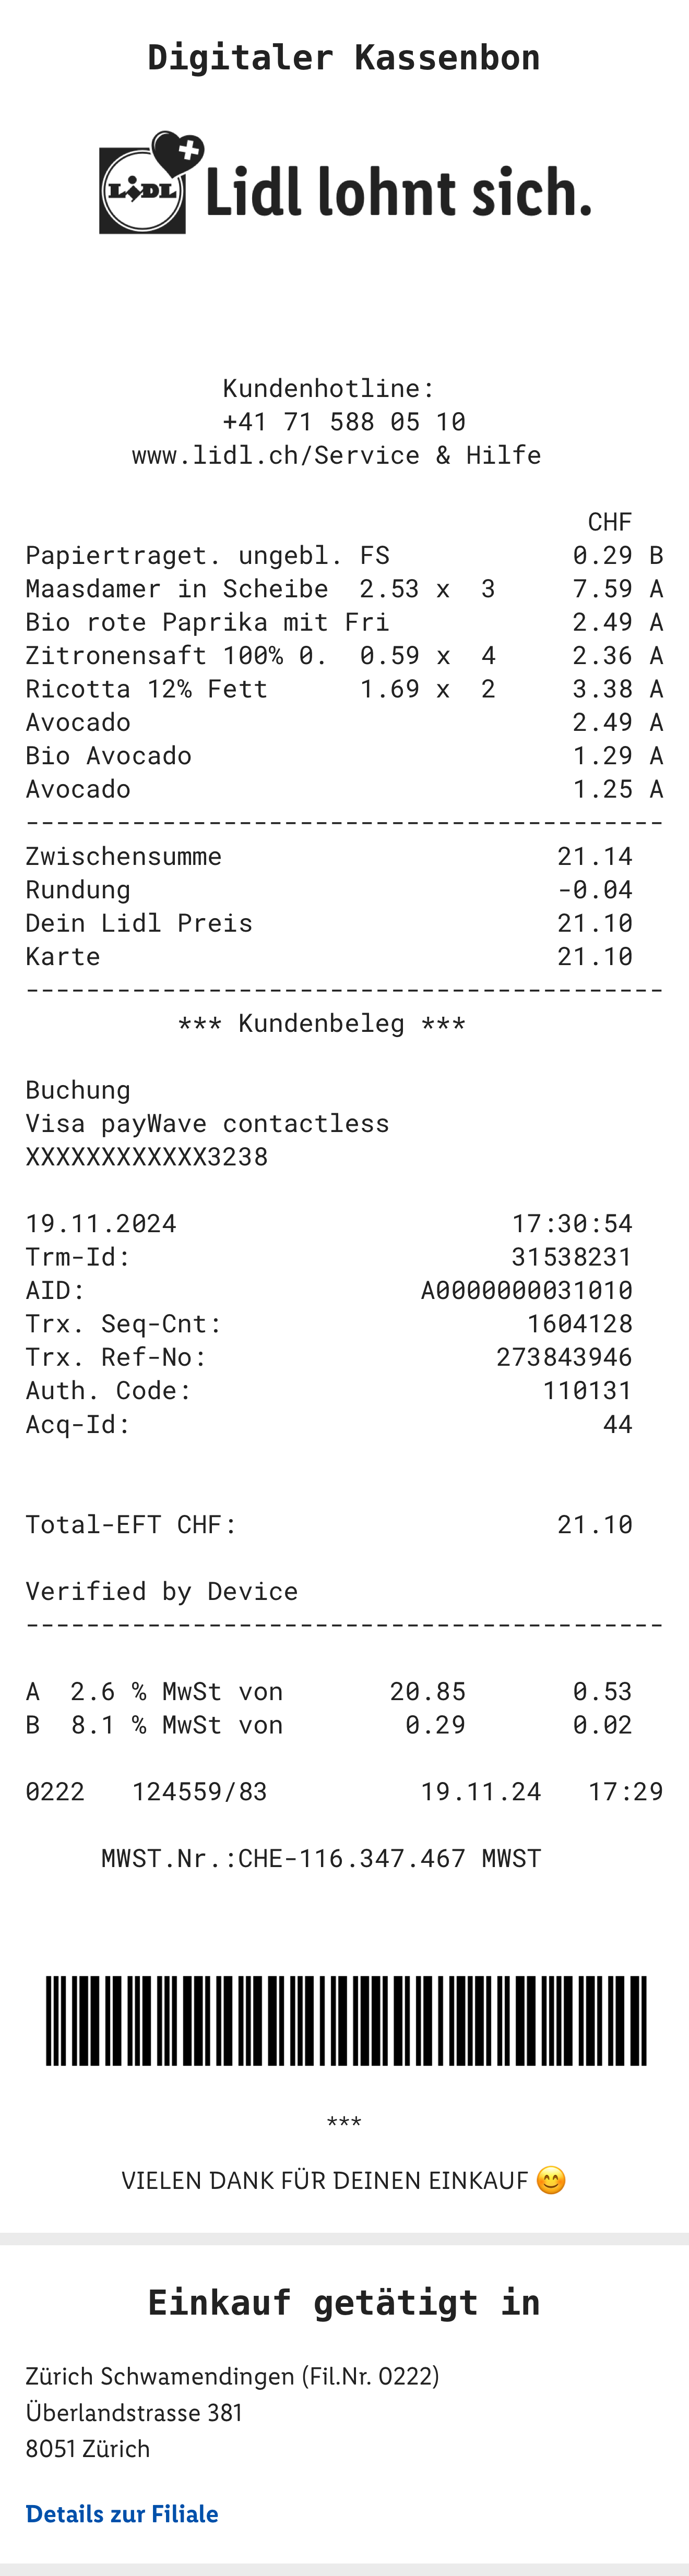 Digitaler Kassenbon
LIDL Lidl lohnt sich.
Kundenhotline:
+41 71 588 05 10
www.lidl.ch/Service & Hilfe
CHF
Papiertraget. ungebl. FS 0.29 B
Maasdamer in Scheibe 2.53 x 3 7.59 A
Bio rote Paprika mit Fri 2.49 A
Zitronensaft 100% 0. 0.59 x 4 2.36 A
Ricotta 12% Fett 1.69 x 2 3.38 A
Avocado 2.49 A
Bio Avocado 1.29 A
Avocado 1.25 A
------------------------------------------
Zwischensumme 21.14
Rundung -0.04
Dein Lidl Preis 21.10
Karte 21.10
------------------------------------------
*** Kundenbeleg ***
Buchung
Visa payWave contactless
XXXXXXXXXXXX3238
19.11.2024 17:30:54
Trm-Id: 31538231
AID: A0000000031010
Trx. Seq-Cnt: 1604128
Trx. Ref-No: 273843946
Auth. Code: 110131
Acq-Id: 44
Total-EFT CHF: 21.10
Verified by Device
------------------------------------------
A 2.6 % MwSt von 20.85 0.53
B 8.1 % MwSt von 0.29 0.02
0222 124559/83 19.11.24 17:29
MWST.Nr.:CHE-116.347.467 MWST
***
VIELEN DANK FÜR DEINEN EINKAUF 😊
Einkauf getätigt in
Zürich Schwamendingen (Fil.Nr. 0222)
Überlandstrasse 381
8051 Zürich
Details zur Filiale